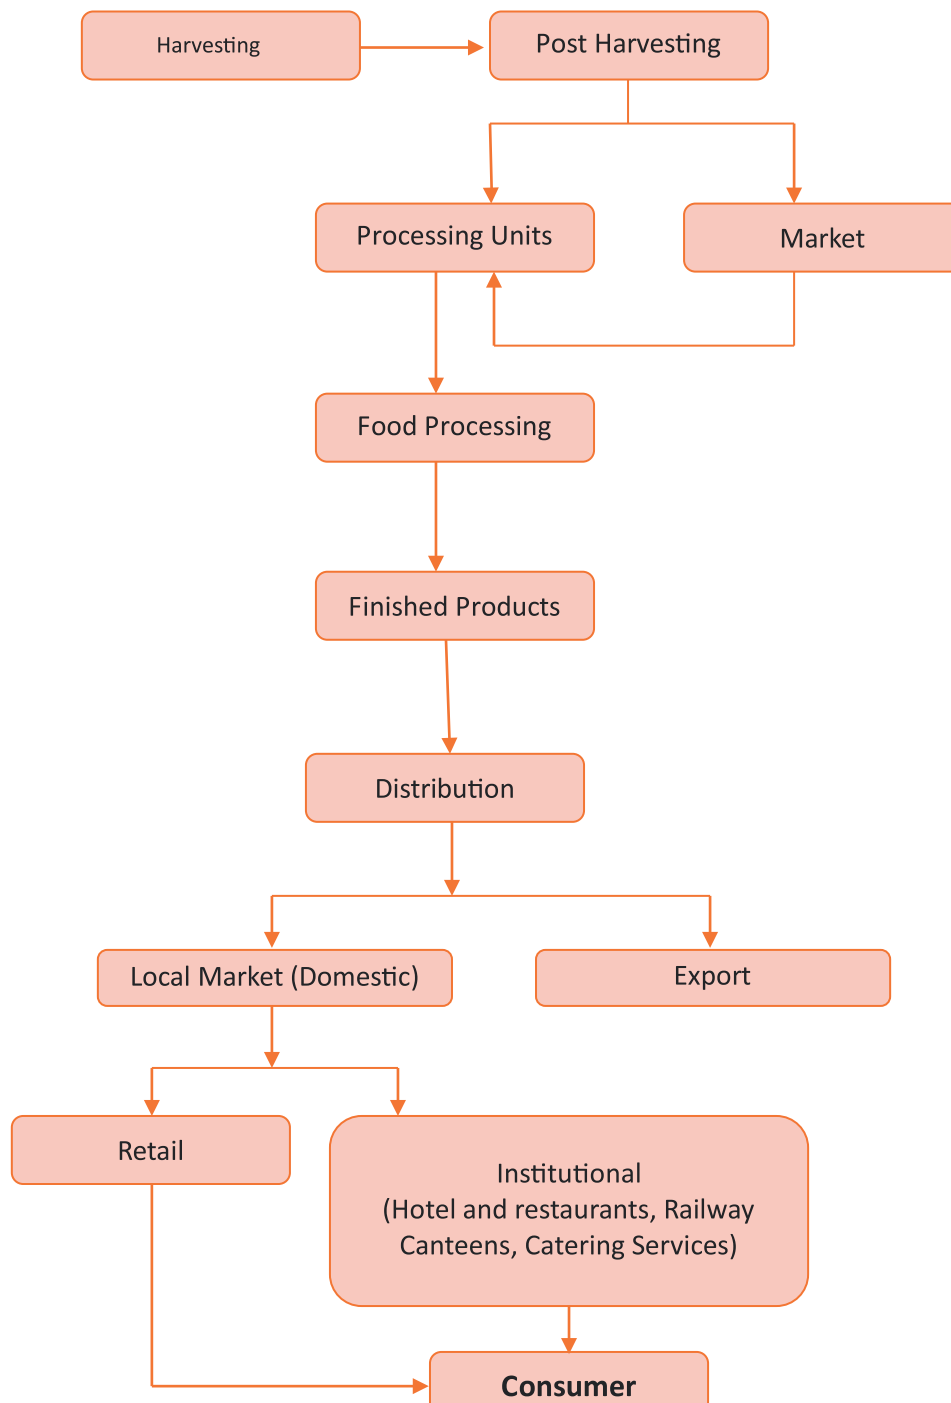 Harvesting
Post Harvesting
Processing Units
Market
Food Processing
Finished Products
Distribution
Local Market (Domestic)
Export
Retail
Institutional
(Hotel and restaurants, Railway
Canteens, Catering Services)
Consumer